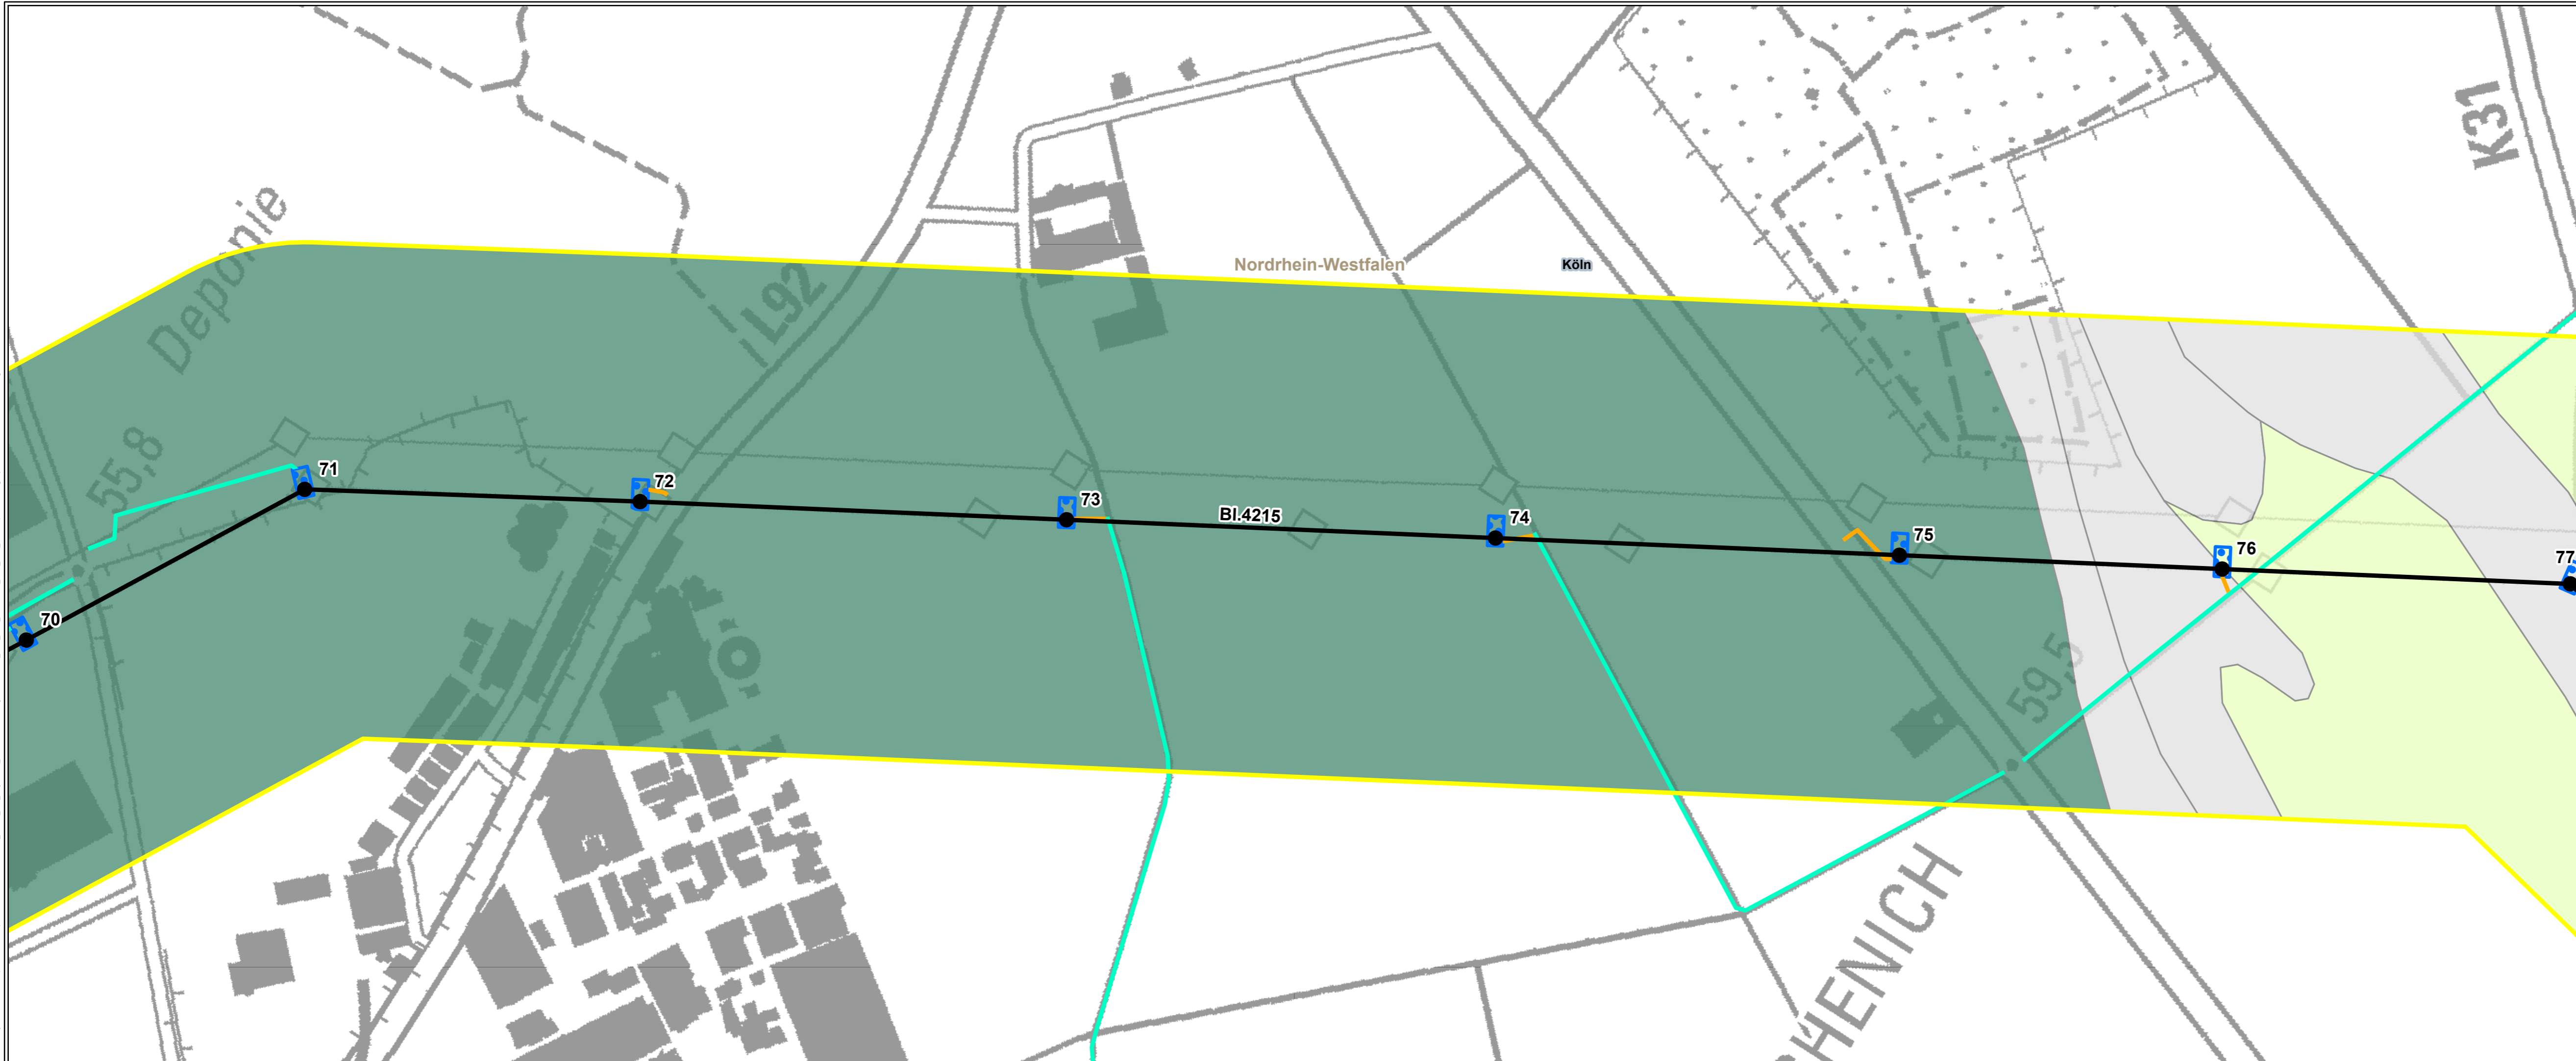 K31
Deponie
L92
Nordrhein-Westfalen
Köln
55,8
71
72
73
Bl.4215
74
75
76
77
70
59,5
HENICH